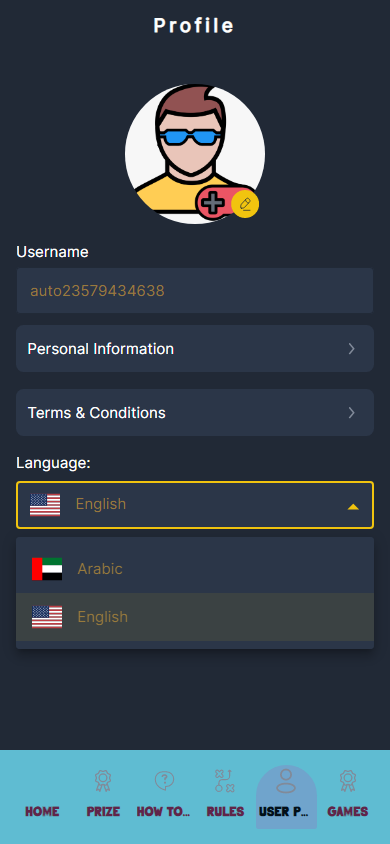 Profile
Username
auto23579434638
Personal Information
Terms & Conditions
Language:
English
Arabic
English
HOME PRIZE HOW TO... RULES USER P... GAMES